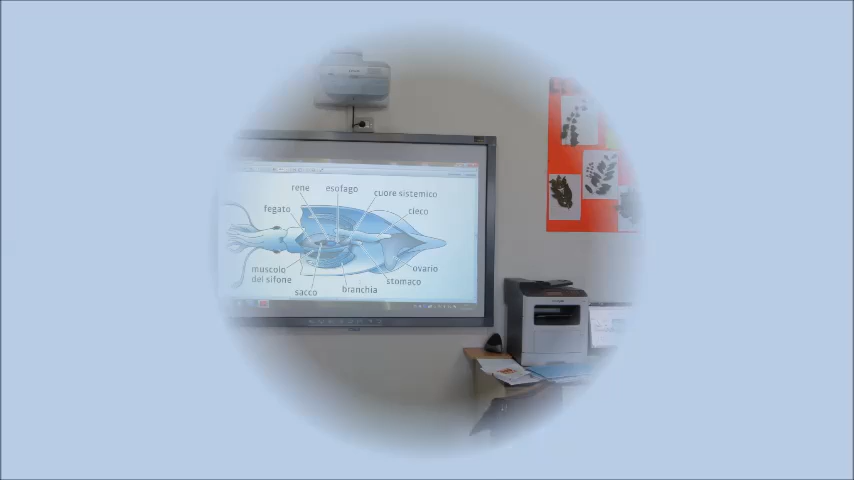 rene
esofago
cuore sistemico
fegato
cieco
muscolo
del sifone
sacco
branchia
stomaco
ovario